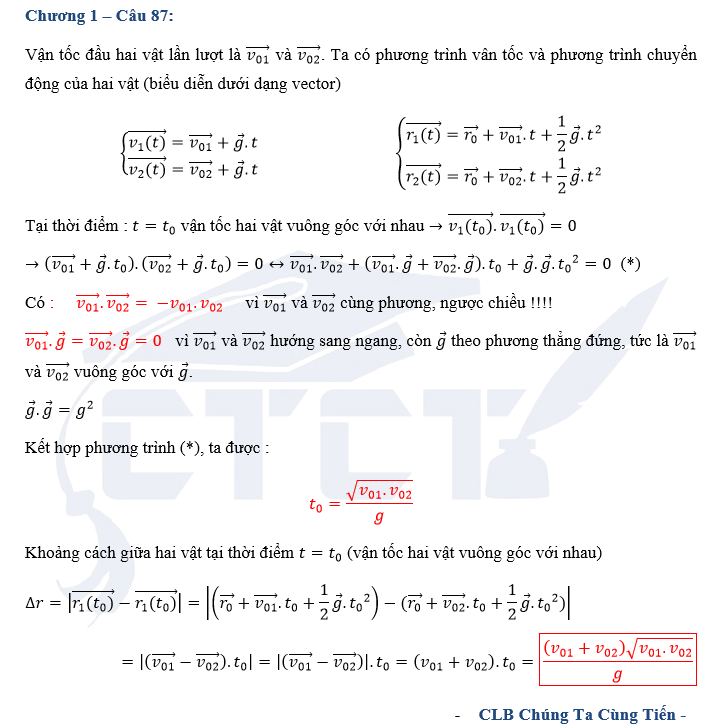 Chương 1 – Câu 87:
Vận tốc đầu hai vật lần lượt là $\overrightarrow{v_{01}}$ và $\overrightarrow{v_{02}}$. Ta có phương trình vân tốc và phương trình chuyển
động của hai vật (biểu diễn dưới dạng vector)
$\begin{cases}\overrightarrow{v_1(t)} = \overrightarrow{v_{01}} + \vec{g}.t \\ \overrightarrow{v_2(t)} = \overrightarrow{v_{02}} + \vec{g}.t\end{cases}$ $\begin{cases}\overrightarrow{r_1(t)} = \overrightarrow{r_0} + \overrightarrow{v_{01}}.t + \frac{1}{2}\vec{g}.t^2 \\ \overrightarrow{r_2(t)} = \overrightarrow{r_0} + \overrightarrow{v_{02}}.t + \frac{1}{2}\vec{g}.t^2\end{cases}$
Tại thời điểm : $t = t_0$ vận tốc hai vật vuông góc với nhau → $\overrightarrow{v_1(t_0)}.\overrightarrow{v_1(t_0)} = 0$
→ $(\overrightarrow{v_{01}} + \vec{g}.t_0).(\overrightarrow{v_{02}} + \vec{g}.t_0) = 0 \leftrightarrow \overrightarrow{v_{01}}.\overrightarrow{v_{02}} + (\overrightarrow{v_{01}}.\vec{g} + \overrightarrow{v_{02}}.\vec{g}).t_0 + \vec{g}.\vec{g}.t_0{}^2 = 0$ (*)
Có : $\overrightarrow{v_{01}}.\overrightarrow{v_{02}} = -v_{01}.v_{02}$ vì $\overrightarrow{v_{01}}$ và $\overrightarrow{v_{02}}$ cùng phương, ngược chiều !!!!
$\overrightarrow{v_{01}}.\vec{g} = \overrightarrow{v_{02}}.\vec{g} = 0$ vì $\overrightarrow{v_{01}}$ và $\overrightarrow{v_{02}}$ hướng sang ngang, còn $\vec{g}$ theo phương thẳng đứng, tức là $\overrightarrow{v_{01}}$
và $\overrightarrow{v_{02}}$ vuông góc với $\vec{g}$.
$\vec{g}.\vec{g} = g^2$
Kết hợp phương trình (*), ta được :
$t_0 = \frac{\sqrt{v_{01}.v_{02}}}{g}$
Khoảng cách giữa hai vật tại thời điểm $t = t_0$ (vận tốc hai vật vuông góc với nhau)
$\Delta r = |\overrightarrow{r_1(t_0)} - \overrightarrow{r_1(t_0)}| = \left|\left(\overrightarrow{r_0} + \overrightarrow{v_{01}}.t_0 + \frac{1}{2}\vec{g}.t_0{}^2\right) - (\overrightarrow{r_0} + \overrightarrow{v_{02}}.t_0 + \frac{1}{2}\vec{g}.t_0{}^2)\right|$
$= |(\overrightarrow{v_{01}} - \overrightarrow{v_{02}}).t_0| = |(\overrightarrow{v_{01}} - \overrightarrow{v_{02}})|.t_0 = (v_{01} + v_{02}).t_0 = \frac{(v_{01} + v_{02})\sqrt{v_{01}.v_{02}}}{g}$
CTCT
- CLB Chúng Ta Cùng Tiến -